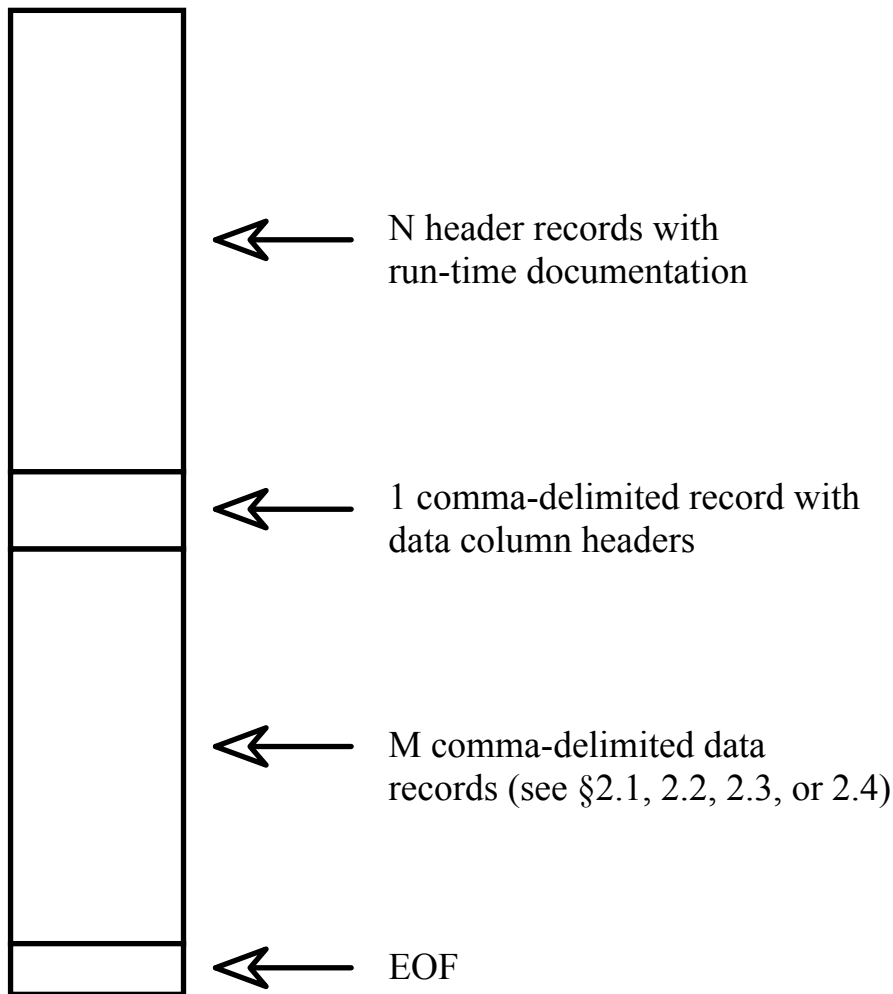 N header records with
run-time documentation
1 comma-delimited record with
data column headers
M comma-delimited data
records (see §2.1, 2.2, 2.3, or 2.4)
EOF